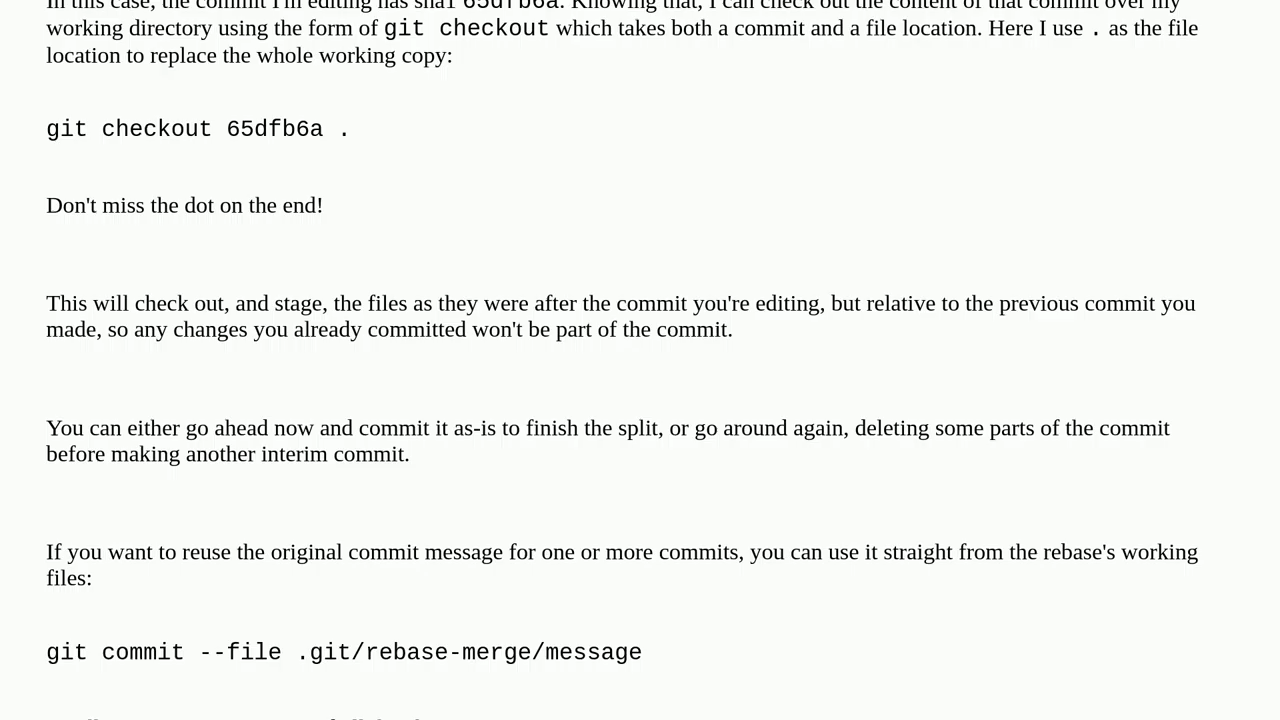 In this case, the commit I'm editing has sha1 65dfb6a. Knowing that, I can check out the content of that commit over my
working directory using the form of git checkout which takes both a commit and a file location. Here I use . as the file
location to replace the whole working copy:
git checkout 65dfb6a .
Don't miss the dot on the end!
This will check out, and stage, the files as they were after the commit you're editing, but relative to the previous commit you
made, so any changes you already committed won't be part of the commit.
You can either go ahead now and commit it as-is to finish the split, or go around again, deleting some parts of the commit
before making another interim commit.
If you want to reuse the original commit message for one or more commits, you can use it straight from the rebase's working
files:
git commit --file .git/rebase-merge/message